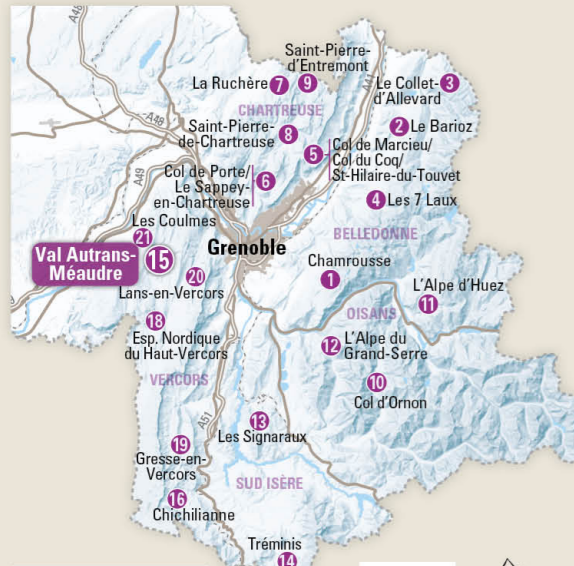 A48
A41
Saint-Pierre-
d'Entremont
La Ruchère 7 9
Le Collet-
d'Allevard
3
A48
CHARTREUSE
2 Le Barioz
Saint-Pierre-
de-Chartreuse
8
5
Col de Marcieu/
Col du Coq/
St-Hilaire-du-Touvet
A49
Col de Porte/
Le Sappey-
en-Chartreuse
6
4 Les 7 Laux
Les Coulmes
21
BELLEDONNE
Val Autrans-
Méaudre
15
Grenoble
Chamrousse
1
20
Lans-en-Vercors
L'Alpe d'Huez
11
18
Esp. Nordique
du Haut-Vercors
OISANS
12 L'Alpe du
Grand-Serre
VERCORS
10
Col d'Ornon
A51
13
Les Signaraux
19
Gresse-en-
Vercors
SUD ISÈRE
16
Chichilianne
Tréminis
14